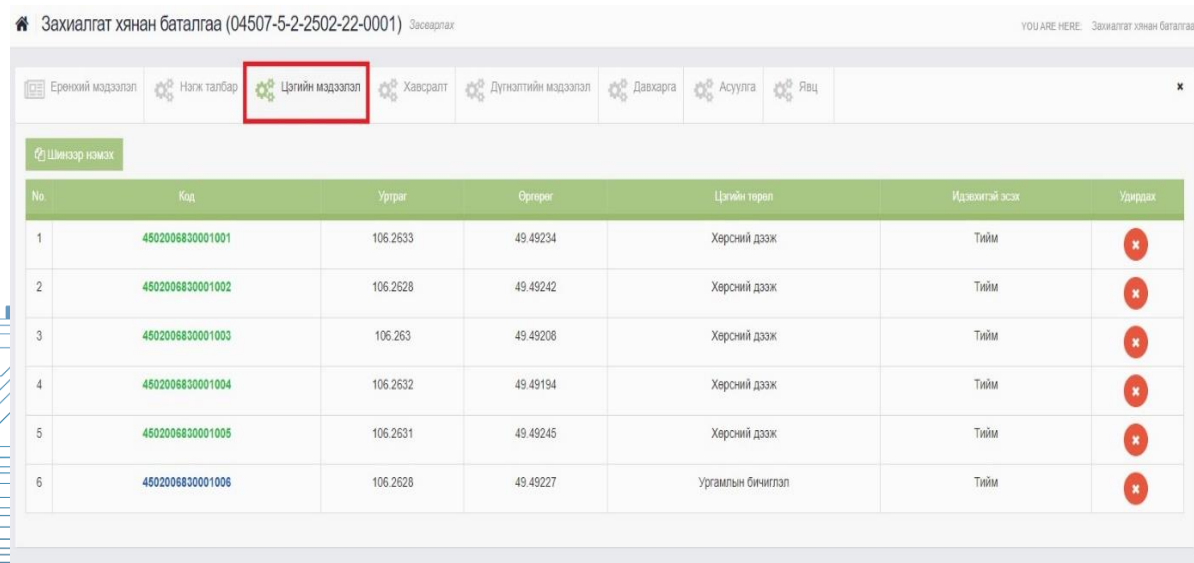 Захиалгат хянан баталгаа (04507-5-2-2502-22-0001) Засварлах
YOU ARE HERE: Захиалгат хянан баталгаа
Ерөнхий мэдээлэл Нэгж талбар Цэгийн мэдээлэл Хавсралт Дүгнэлтийн мэдээлэл Давхарга Асуулга Явц
Шинээр нэмэх
No. Код Уртраг Өргөрөг Цэгийн төрөл Идэвхитэй эсэх Удирдах
1 4502006830001001 106.2633 49.49234 Хөрсний дээж Тийм
2 4502006830001002 106.2628 49.49242 Хөрсний дээж Тийм
3 4502006830001003 106.263 49.49208 Хөрсний дээж Тийм
4 4502006830001004 106.2632 49.49194 Хөрсний дээж Тийм
5 4502006830001005 106.2631 49.49245 Хөрсний дээж Тийм
6 4502006830001006 106.2628 49.49227 Ургамлын бичиглэл Тийм